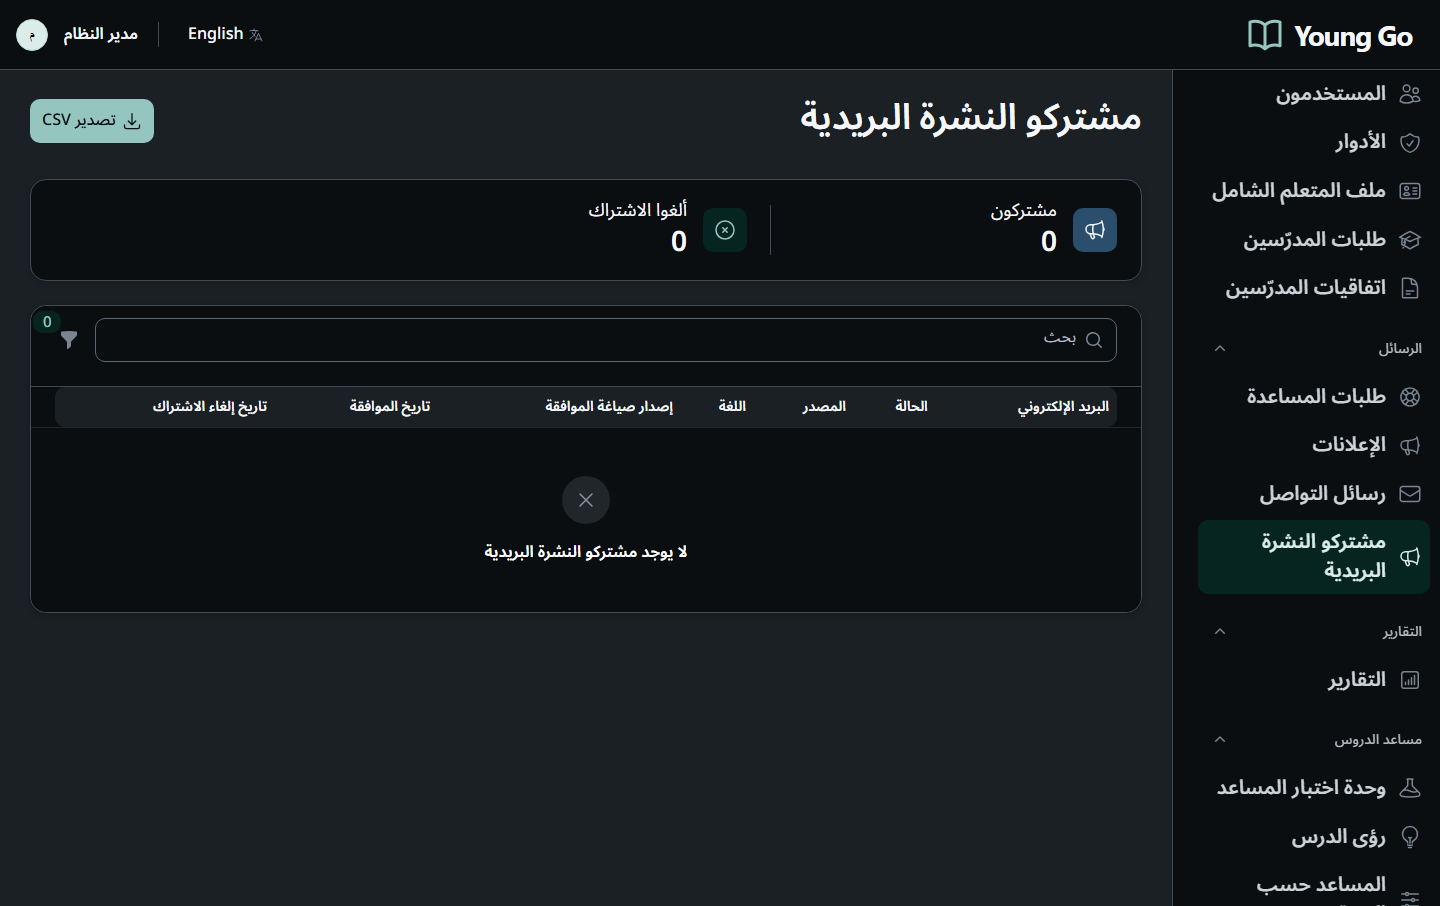 Young Go
English
مدير النظام
م
المستخدمون
الأدوار
ملف المتعلم الشامل
طلبات المدرّسين
اتفاقيات المدرّسين
الرسائل
طلبات المساعدة
الإعلانات
رسائل التواصل
مشتركو النشرة
البريدية
التقارير
التقارير
مساعد الدروس
وحدة اختبار المساعد
رؤى الدرس
المساعد حسب
مشتركو النشرة البريدية
تصدير CSV
مشتركون
0
ألغوا الاشتراك
0
بحث
0
البريد الإلكتروني الحالة المصدر اللغة إصدار صياغة الموافقة تاريخ الموافقة تاريخ إلغاء الاشتراك
لا يوجد مشتركو النشرة البريدية